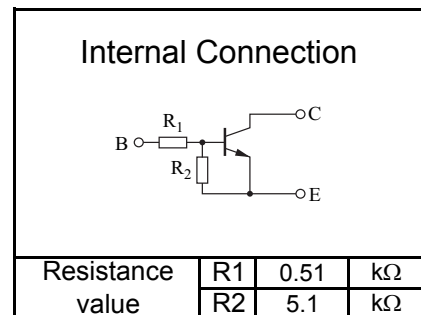 Internal Connection
C
R1
B
R2
E
Resistance value R1 0.51 kΩ
R2 5.1 kΩ